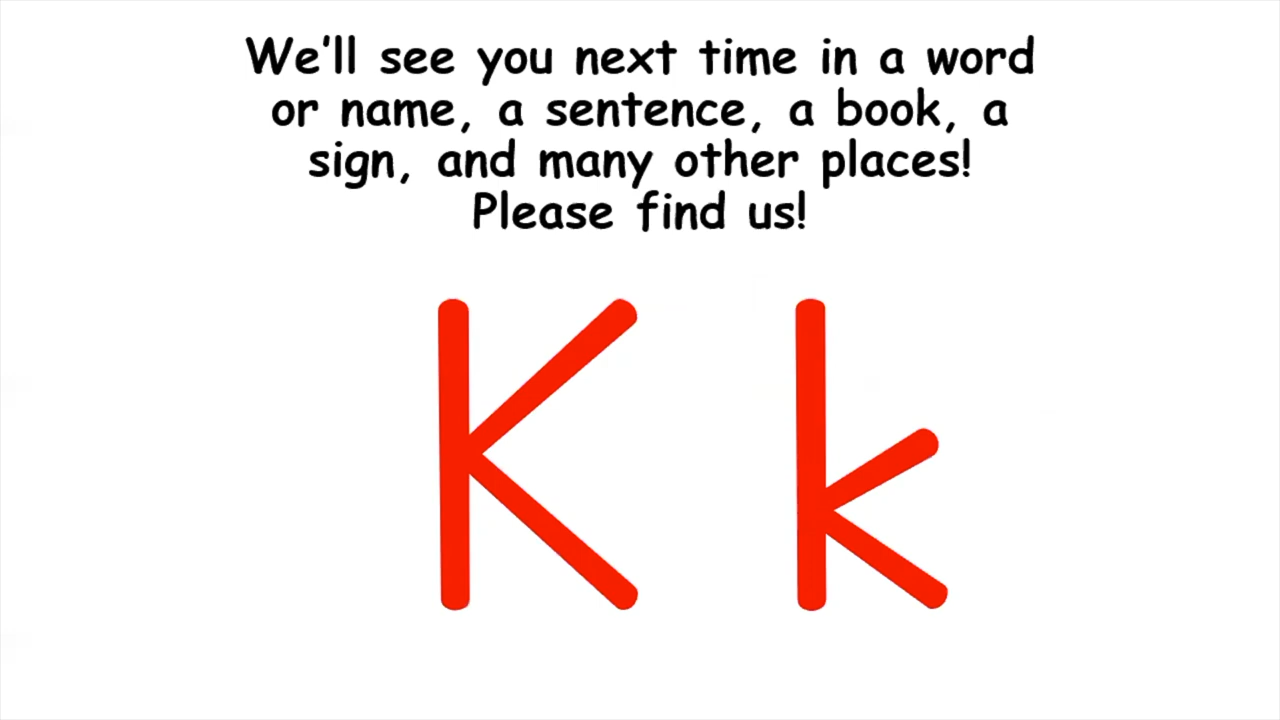 We'll see you next time in a word
or name, a sentence, a book, a
sign, and many other places!
Please find us!
K k